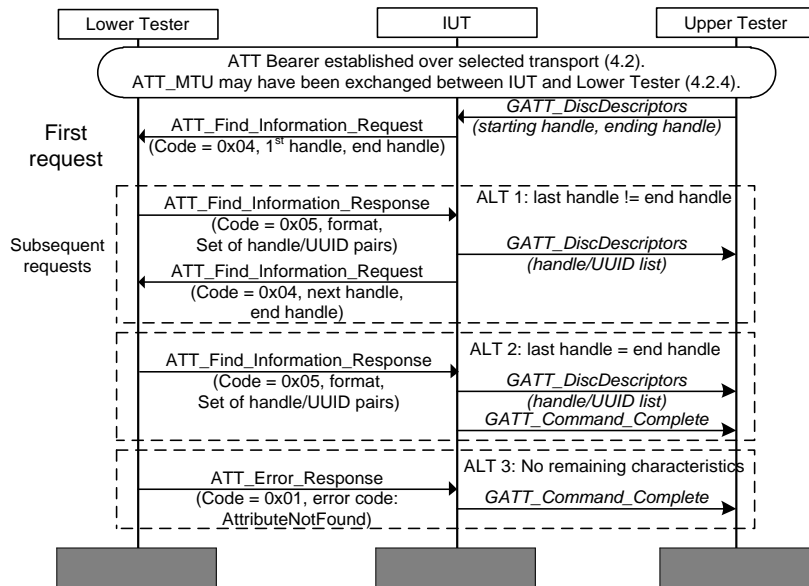 Lower Tester
IUT
Upper Tester
ATT Bearer established over selected transport (4.2).
ATT_MTU may have been exchanged between IUT and Lower Tester (4.2.4).
GATT_DiscDescriptors
(starting handle, ending handle)
First
request
ATT_Find_Information_Request
(Code = 0x04, 1st handle, end handle)
ALT 1: last handle != end handle
Subsequent
requests
ATT_Find_Information_Response
(Code = 0x05, format,
Set of handle/UUID pairs)
GATT_DiscDescriptors
(handle/UUID list)
ATT_Find_Information_Request
(Code = 0x04, next handle,
end handle)
ALT 2: last handle = end handle
ATT_Find_Information_Response
(Code = 0x05, format,
Set of handle/UUID pairs)
GATT_DiscDescriptors
(handle/UUID list)
GATT_Command_Complete
ALT 3: No remaining characteristics
ATT_Error_Response
(Code = 0x01, error code:
AttributeNotFound)
GATT_Command_Complete